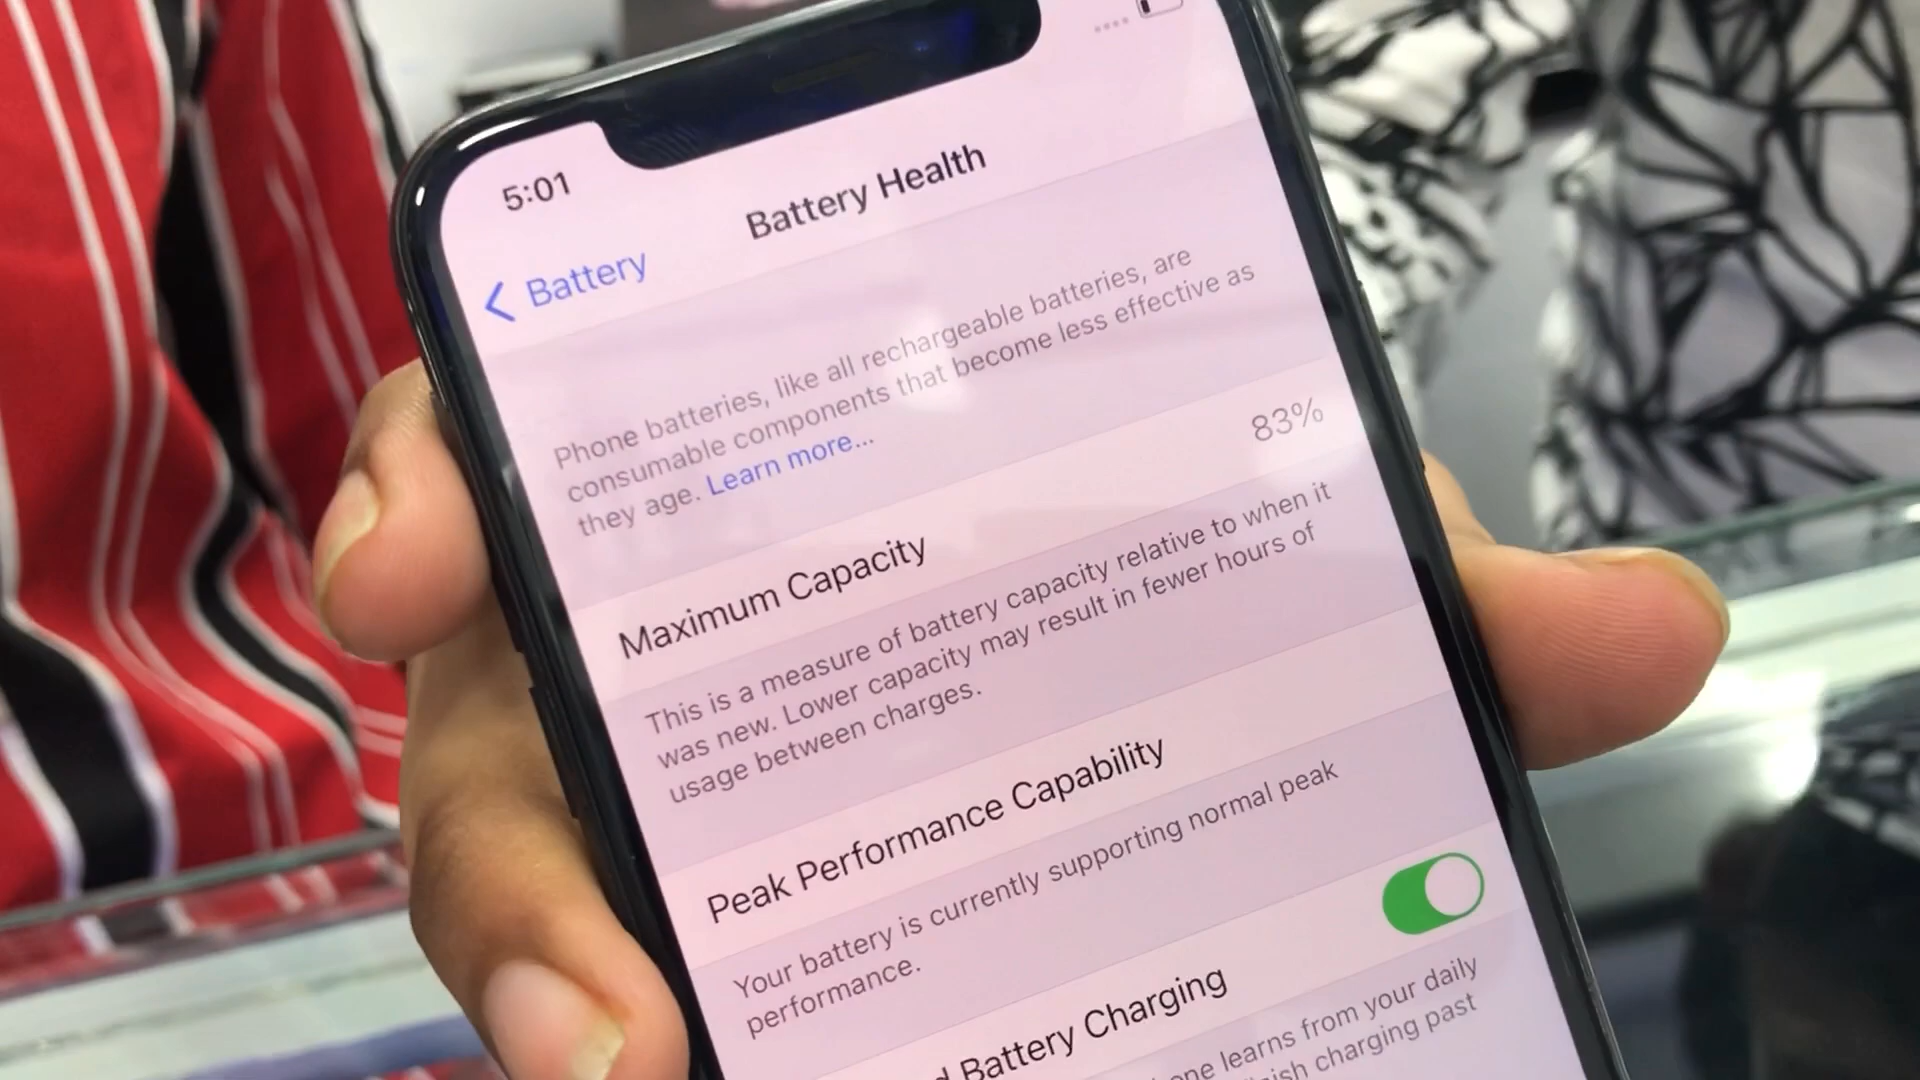 5:01
Battery
Battery Health
Phone batteries, like all rechargeable batteries, are
consumable components that become less effective as
they age. Learn more...
Maximum Capacity 83%
This is a measure of battery capacity relative to when it
was new. Lower capacity may result in fewer hours of
usage between charges.
Peak Performance Capability
Your battery is currently supporting normal peak
performance.
Battery Charging
learns from your daily
charging past